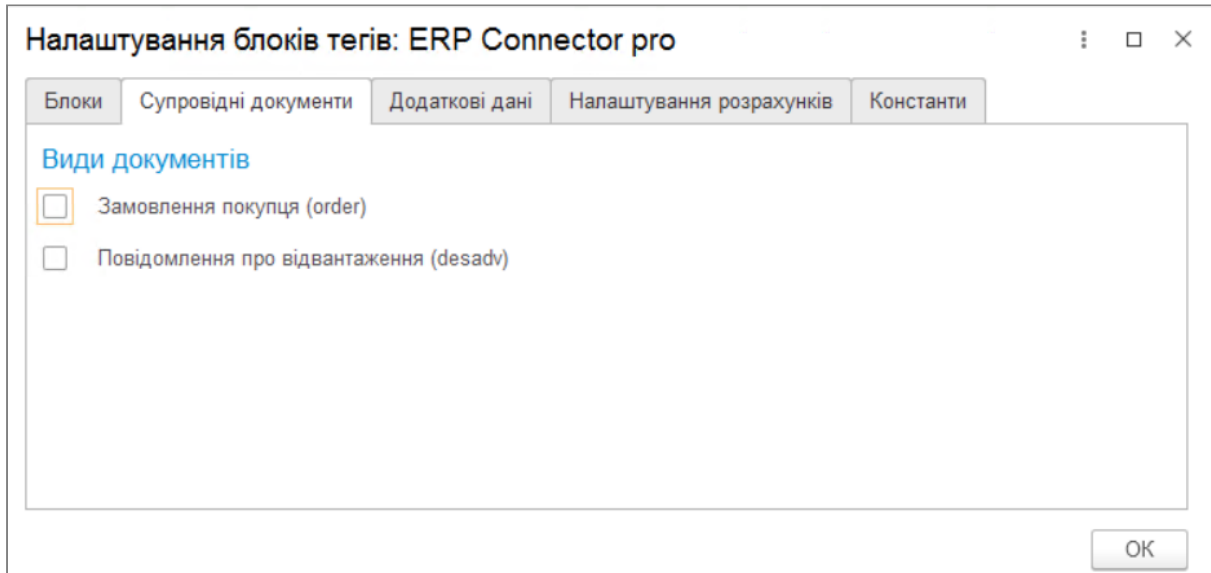 Налаштування блоків тегів: ERP Connector pro
Блоки Супровідні документи Додаткові дані Налаштування розрахунків Константи
Види документів
Замовлення покупця (order)
Повідомлення про відвантаження (desadv)
ОК